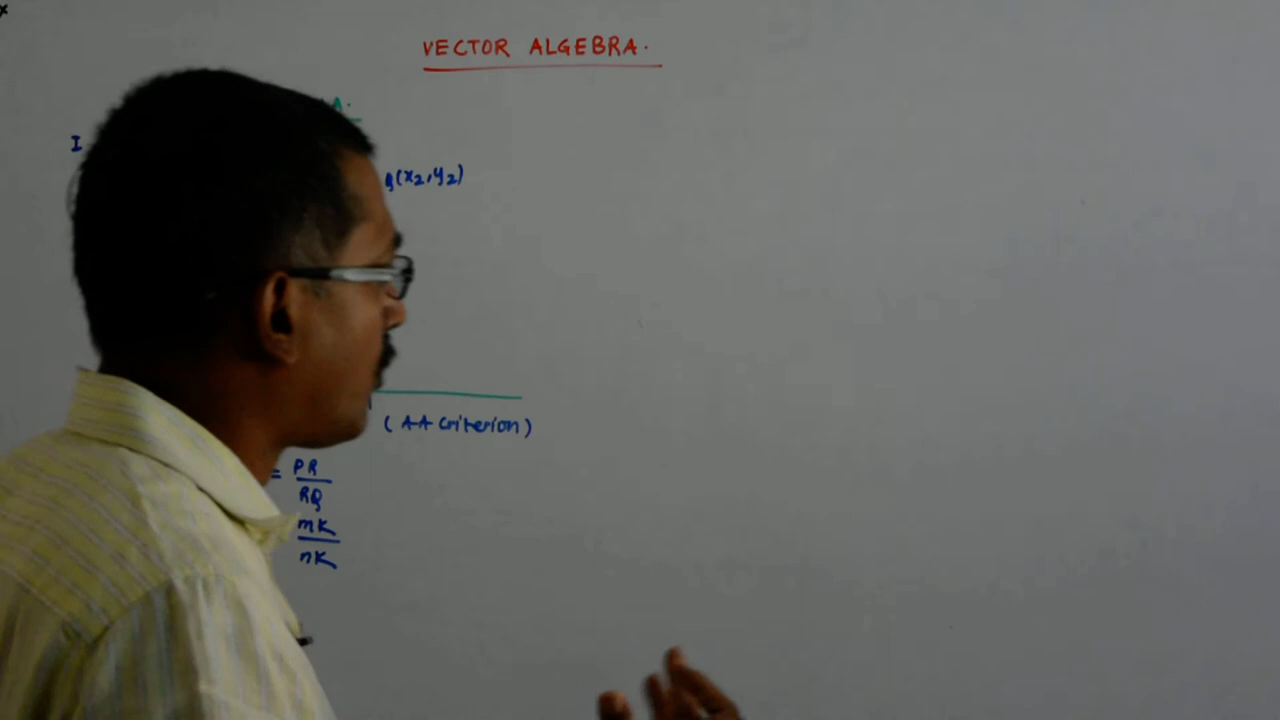 VECTOR ALGEBRA.
A.
I
Q(x2,y2)
(AA Criterion)
= PR
RQ
mK
nK